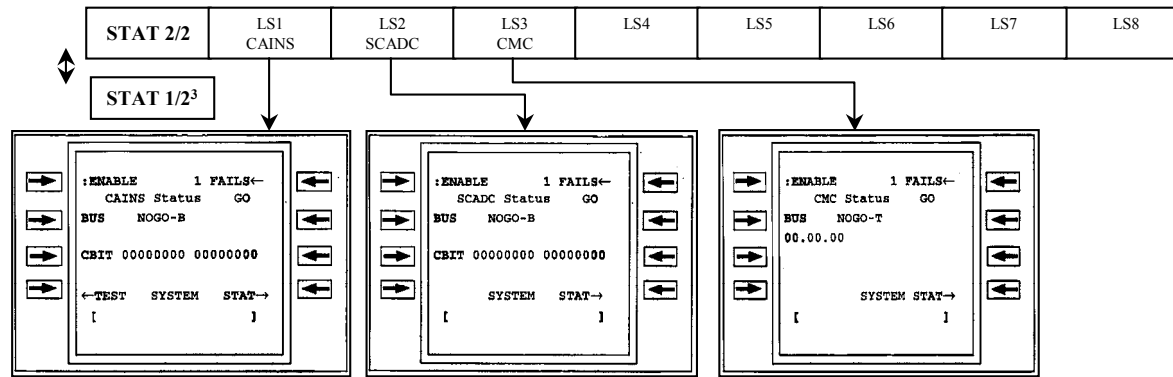 STAT 2/2
LS1
CAINS
LS2
SCADC
LS3
CMC
LS4
LS5
LS6
LS7
LS8
STAT 1/2³
:ENABLE 1 FAILS←
CAINS Status GO
BUS NOGO-B
CBIT 00000000 00000000
←TEST SYSTEM STAT→
[ ]
:ENABLE 1 FAILS←
SCADC Status GO
BUS NOGO-B
CBIT 00000000 00000000
SYSTEM STAT→
[ ]
:ENABLE 1 FAILS←
CMC Status GO
BUS NOGO-T
00.00.00
SYSTEM STAT→
[ ]